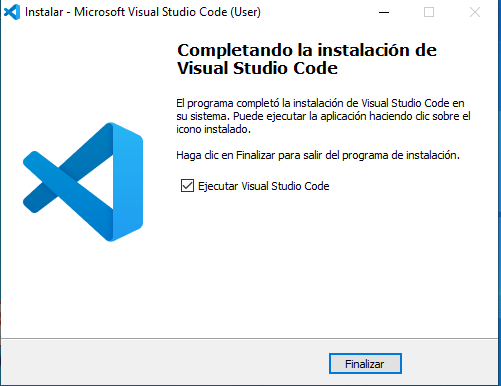 Instalar - Microsoft Visual Studio Code (User)
Completando la instalación de
Visual Studio Code
El programa completó la instalación de Visual Studio Code en
su sistema. Puede ejecutar la aplicación haciendo clic sobre el
icono instalado.
Haga clic en Finalizar para salir del programa de instalación.
Ejecutar Visual Studio Code
Finalizar